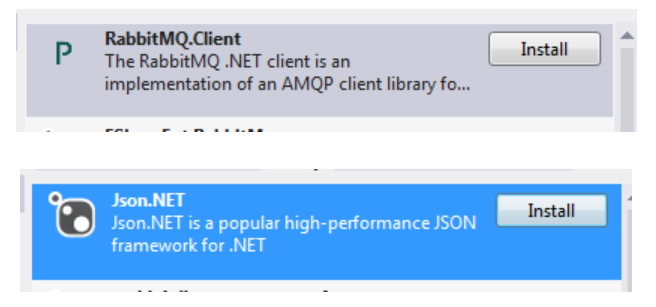 RabbitMQ.Client
The RabbitMQ .NET client is an
implementation of an AMQP client library fo...
Install
Json.NET
Json.NET is a popular high-performance JSON
framework for .NET
Install